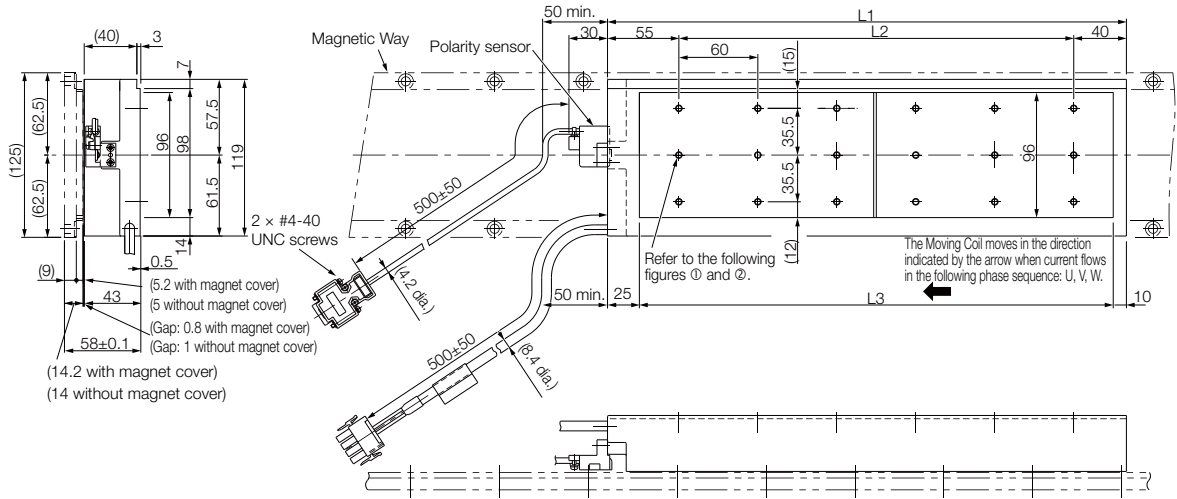 50 min.
L1
(40)
3
Magnetic Way
Polarity sensor
30
55
L2
40
60
7
(15)
(125)
(62.5)
(62.5)
96
98
57.5
61.5
119
14
35.5
35.5
96
(12)
500±50
2 × #4-40
UNC screws
(4.2 dia.)
Refer to the following
figures ① and ②.
The Moving Coil moves in the direction
indicated by the arrow when current flows
in the following phase sequence: U, V, W.
0.5
(9)
(5.2 with magnet cover)
(5 without magnet cover)
43
(Gap: 0.8 with magnet cover)
(Gap: 1 without magnet cover)
58±0.1
(14.2 with magnet cover)
(14 without magnet cover)
50 min.
25
L3
10
500±50
(8.4 dia.)